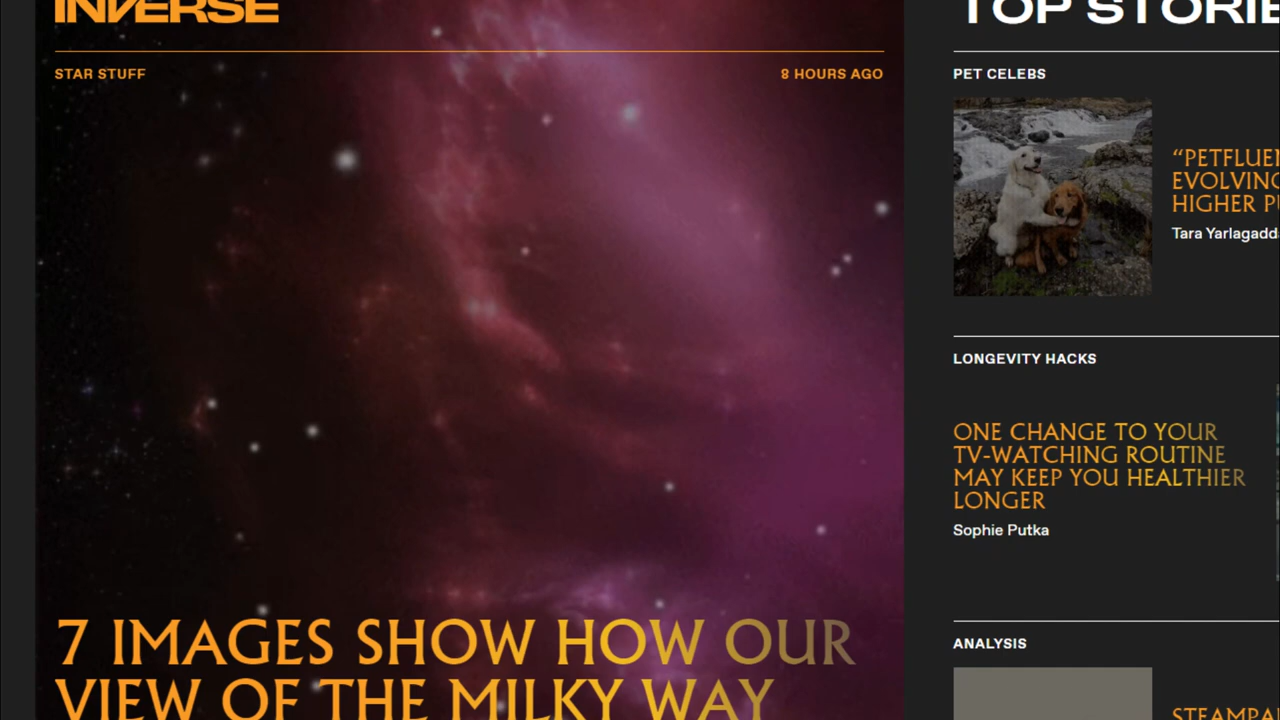 INVERSE
STAR STUFF
8 HOURS AGO
7 IMAGES SHOW HOW OUR
VIEW OF THE MILKY WAY
TOP STORIE
PET CELEBS
“PETFLUE
EVOLVING
HIGHER
Tara Yarlagadd
LONGEVITY HACKS
ONE CHANGE TO YOUR
TV-WATCHING ROUTINE
MAY KEEP YOU HEALTHIER
LONGER
Sophie Putka
ANALYSIS
STEAMPA